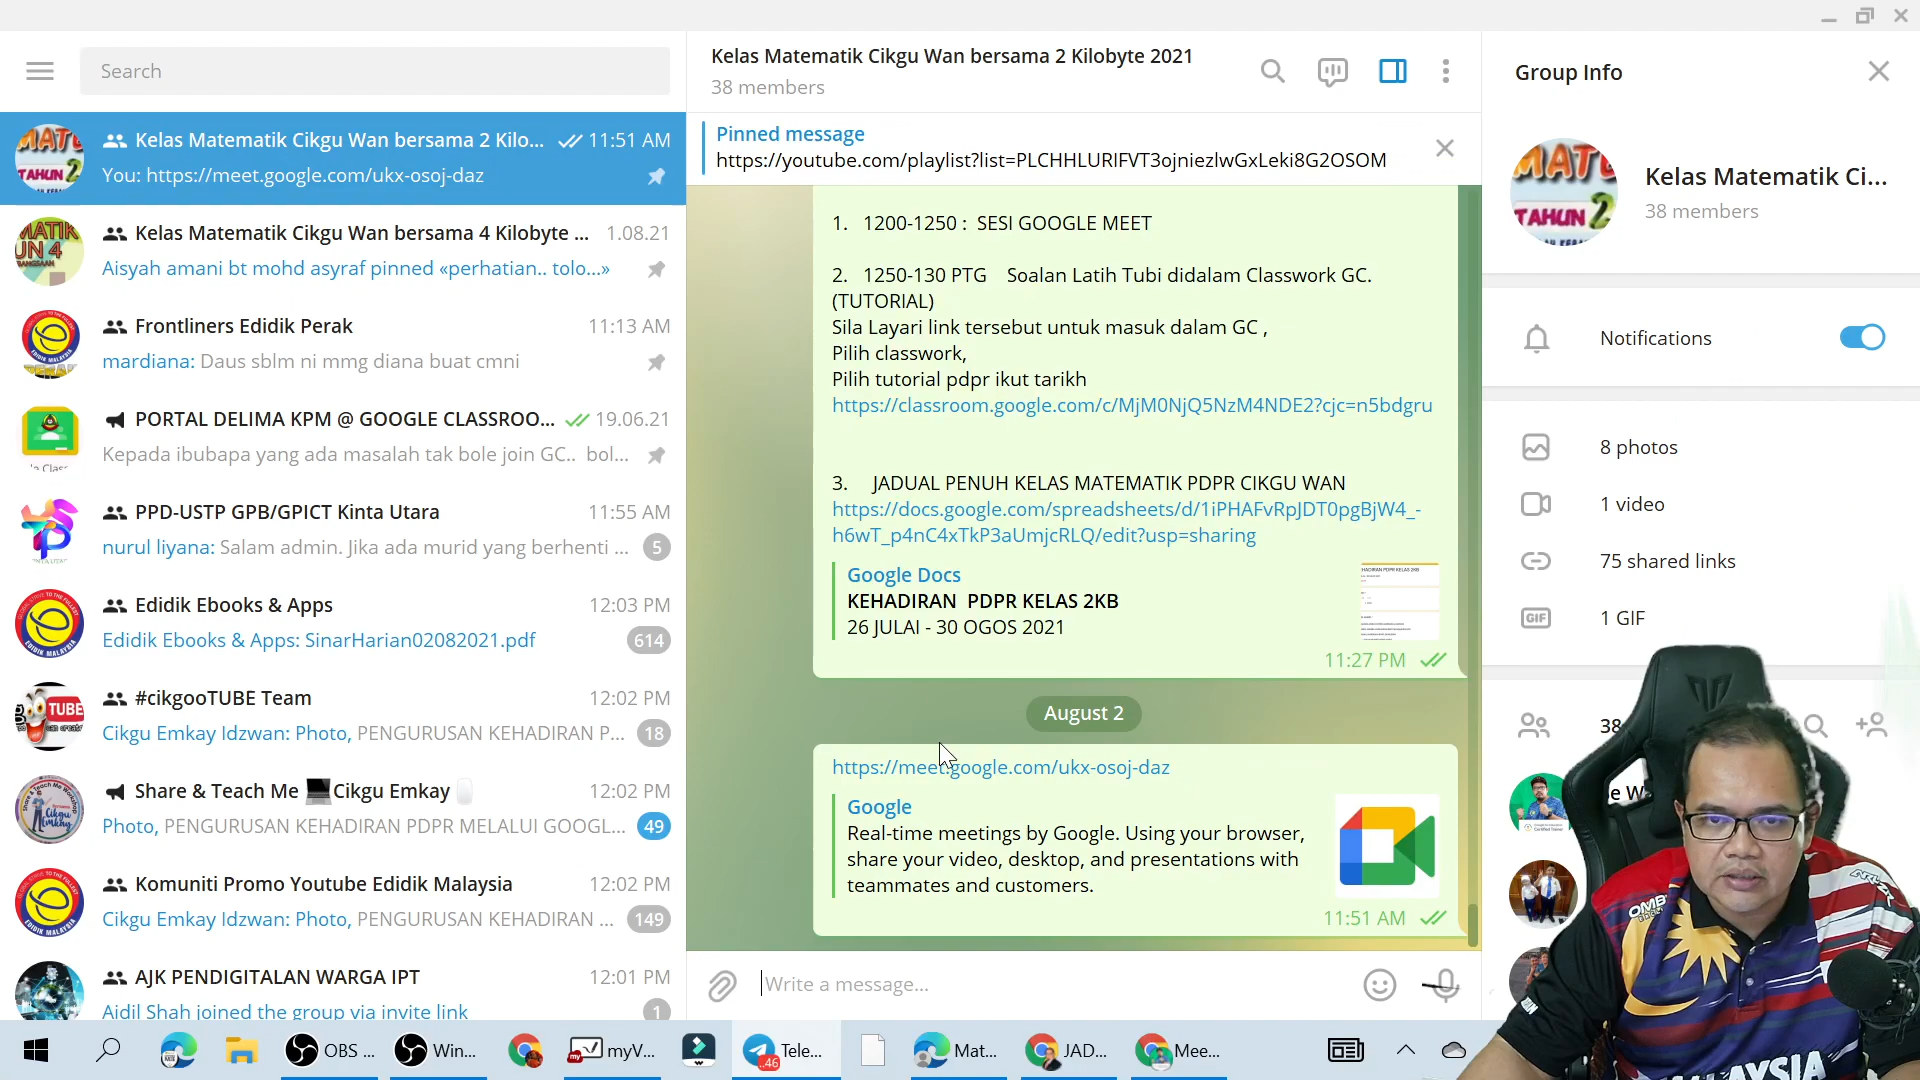 Search
Kelas Matematik Cikgu Wan bersama 2 Kilo... 11:51 AM
You: https://meet.google.com/ukx-osoj-daz
Kelas Matematik Cikgu Wan bersama 4 Kilobyte ... 1.08.21
Aisyah amani bt mohd asyraf pinned «perhatian.. tolo...»
Frontliners Edidik Perak 11:13 AM
mardiana: Daus sblm ni mmg diana buat cmni
PORTAL DELIMA KPM @ GOOGLE CLASSROO... 19.06.21
Kepada ibubapa yang ada masalah tak bole join GC.. bol...
PPD-USTP GPB/GPICT Kinta Utara 11:55 AM
nurul liyana: Salam admin. Jika ada murid yang berhenti ... 5
Edidik Ebooks & Apps 12:03 PM
Edidik Ebooks & Apps: SinarHarian02082021.pdf 614
#cikgooTUBE Team 12:02 PM
Cikgu Emkay Idzwan: Photo, PENGURUSAN KEHADIRAN P... 18
Share & Teach Me Cikgu Emkay 12:02 PM
Photo, PENGURUSAN KEHADIRAN PDPR MELALUI GOOGL... 49
Komuniti Promo Youtube Edidik Malaysia 12:02 PM
Cikgu Emkay Idzwan: Photo, PENGURUSAN KEHADIRAN ... 149
AJK PENDIGITALAN WARGA IPT 12:01 PM
Aidil Shah joined the group via invite link 1
Kelas Matematik Cikgu Wan bersama 2 Kilobyte 2021
38 members
Pinned message
https://youtube.com/playlist?list=PLCHHLURIFVT3ojniezlwGxLeki8G2OSOM
1. 1200-1250 : SESI GOOGLE MEET
2. 1250-130 PTG Soalan Latih Tubi didalam Classwork GC.
(TUTORIAL)
Sila Layari link tersebut untuk masuk dalam GC ,
Pilih classwork,
Pilih tutorial pdpr ikut tarikh
https://classroom.google.com/c/MjM0NjQ5NzM4NDE2?cjc=n5bdgru
3. JADUAL PENUH KELAS MATEMATIK PDPR CIKGU WAN
https://docs.google.com/spreadsheets/d/1iPHAFvRpJDT0pgBjW4_-
h6wT_p4nC4xTkP3aUmjcRLQ/edit?usp=sharing
Google Docs
KEHADIRAN PDPR KELAS 2KB
26 JULAI - 30 OGOS 2021
11:27 PM
August 2
https://meet.google.com/ukx-osoj-daz
Google
Real-time meetings by Google. Using your browser,
share your video, desktop, and presentations with
teammates and customers.
11:51 AM
Write a message...
Group Info
Kelas Matematik Ci...
38 members
TAHUN 2
Notifications
8 photos
1 video
75 shared links
GIF 1 GIF
38
OBS ...
Win...
myV...
Tele...
..46
Mat...
JAD...
Mee...
MALAYSIA